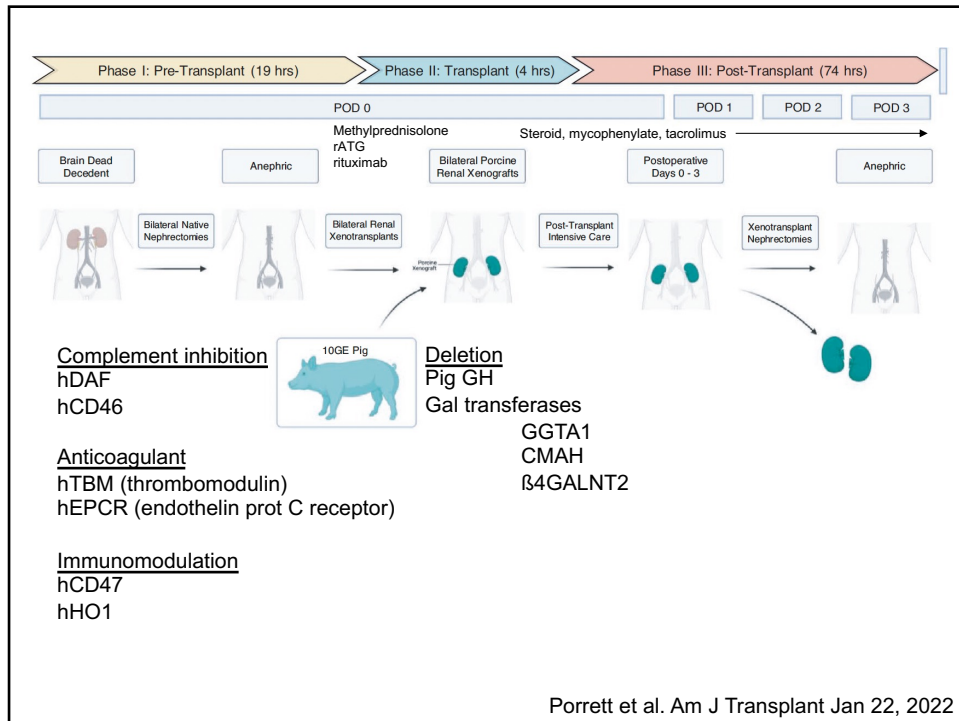 Phase I: Pre-Transplant (19 hrs)
Phase II: Transplant (4 hrs)
Phase III: Post-Transplant (74 hrs)
POD 0
POD 1
POD 2
POD 3
Methylprednisolone
rATG
rituximab
Steroid, mycophenylate, tacrolimus
Brain Dead
Decedent
Anephric
Bilateral Porcine
Renal Xenografts
Postoperative
Days 0 - 3
Anephric
Bilateral Native
Nephrectomies
Bilateral Renal
Xenotransplants
Post-Transplant
Intensive Care
Xenotransplant
Nephrectomies
Porcine
Xenograft
10GE Pig
Complement inhibition
hDAF
hCD46
Anticoagulant
hTBM (thrombomodulin)
hEPCR (endothelin prot C receptor)
Immunomodulation
hCD47
hHO1
Deletion
Pig GH
Gal transferases
GGTA1
CMAH
ß4GALNT2
Porrett et al. Am J Transplant Jan 22, 2022